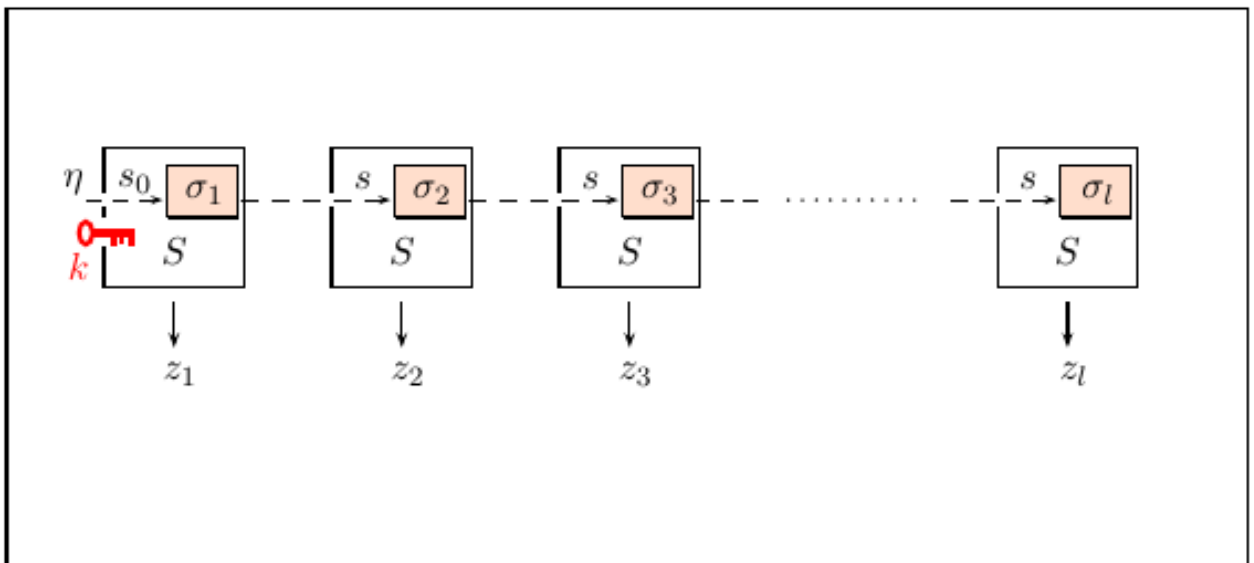 η s₀ σ₁ s σ₂ s σ₃ ......... s σₗ
k S S S S
z₁ z₂ z₃ zₗ